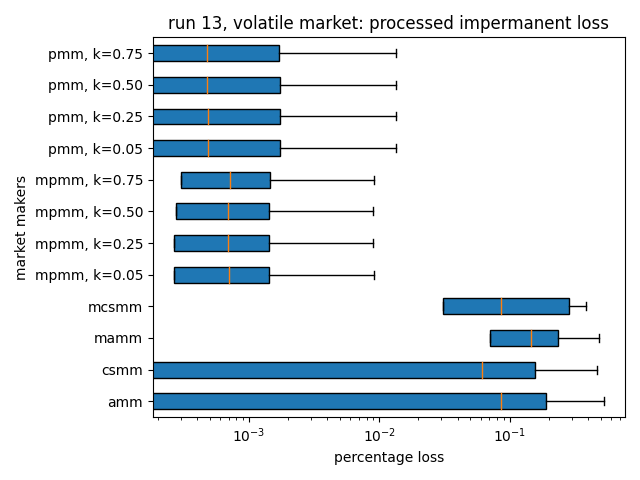 run 13, volatile market: processed impermanent loss
market makers
pmm, k=0.75
pmm, k=0.50
pmm, k=0.25
pmm, k=0.05
mpmm, k=0.75
mpmm, k=0.50
mpmm, k=0.25
mpmm, k=0.05
mcsmm
mamm
csmm
amm
10⁻³ 10⁻² 10⁻¹
percentage loss